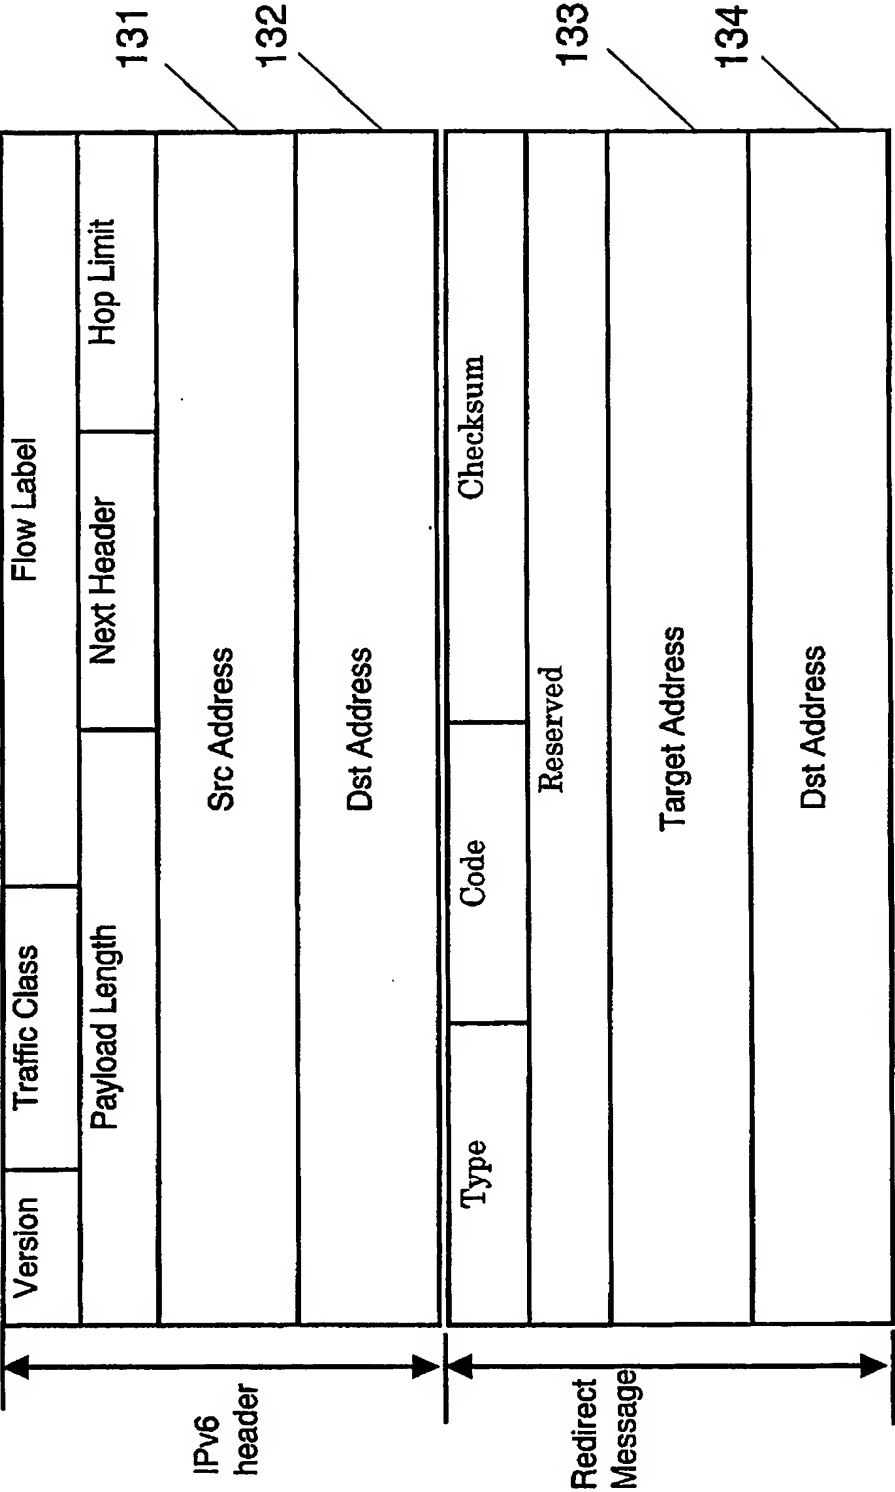 Version
Traffic Class
Flow Label
Payload Length
Next Header
Hop Limit
Src Address
131
Dst Address
132
IPv6
header
Type
Code
Checksum
Reserved
Target Address
133
Dst Address
134
Redirect
Message